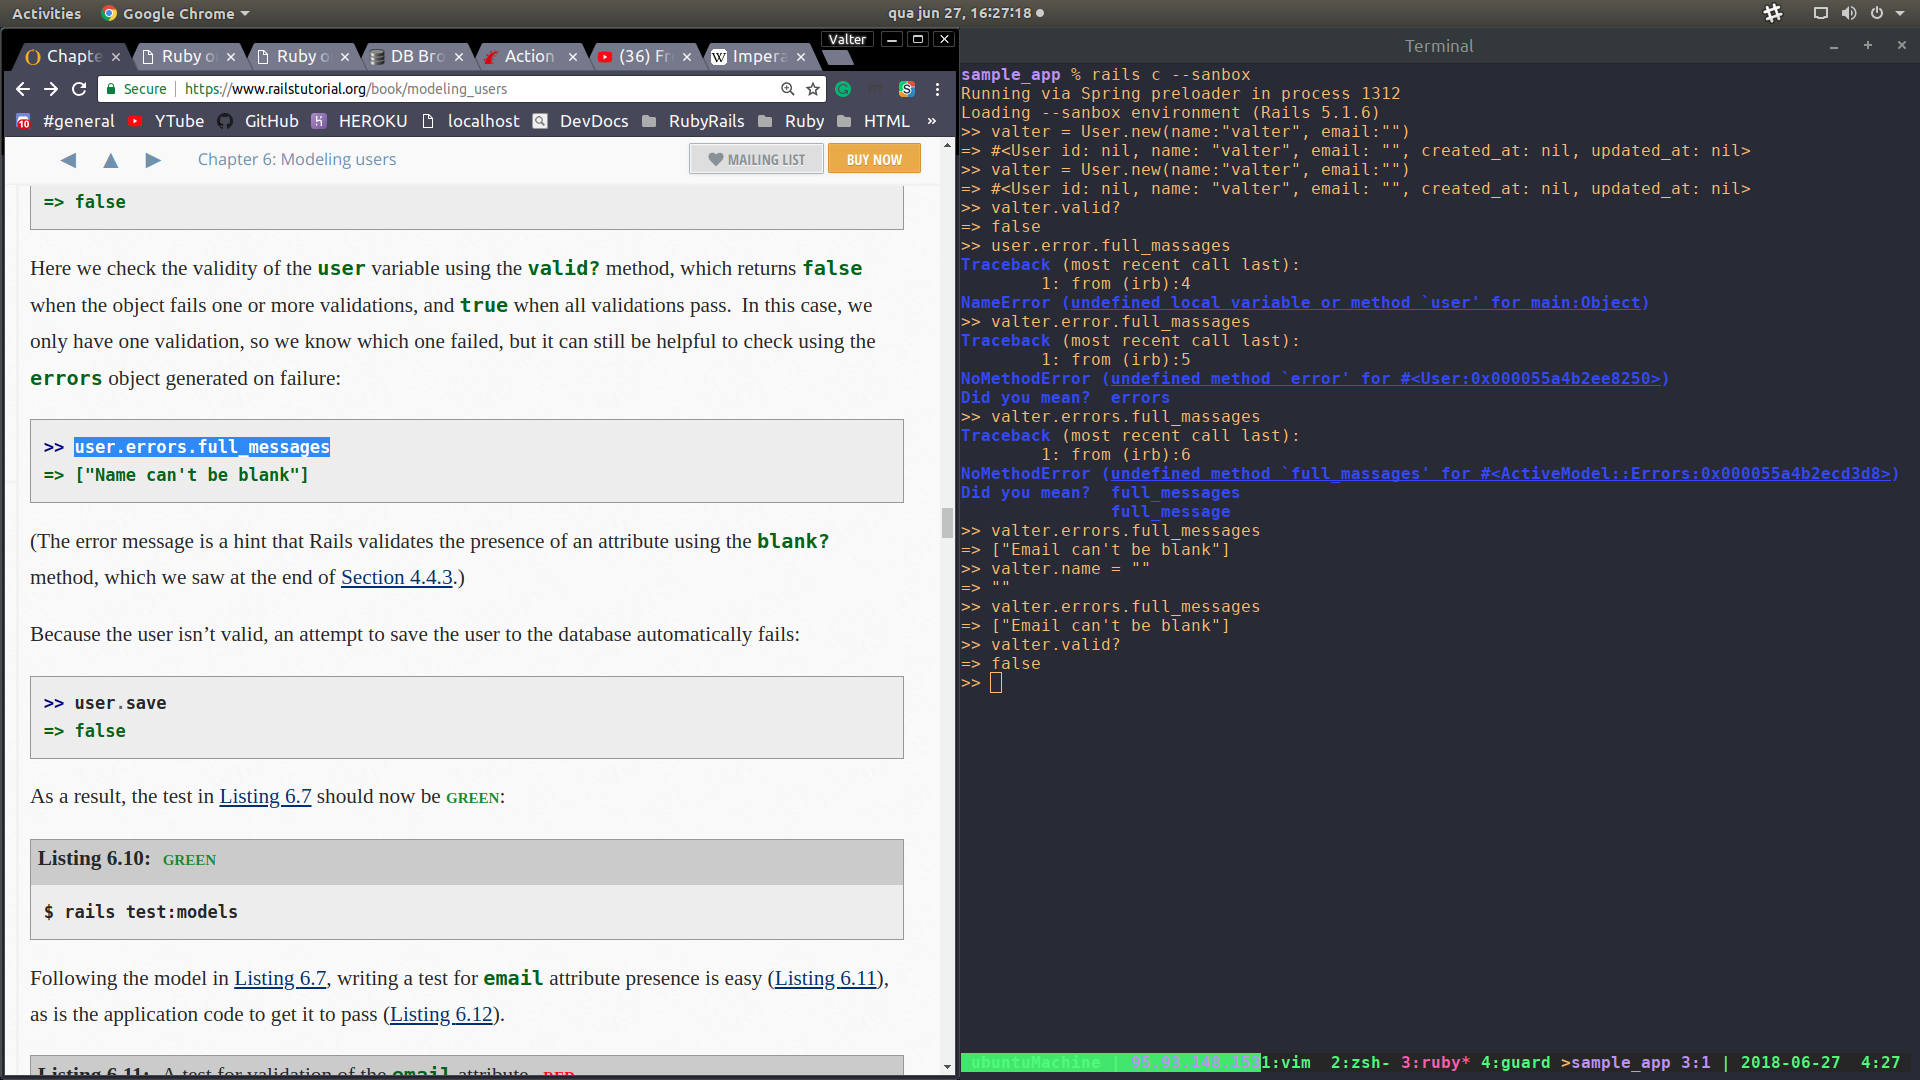 Activities
Google Chrome
qua jun 27, 16:27:18
Valter
Chapte
Ruby o
Ruby o
DB Bro
Action
(36) Fr
Impera
Secure
https://www.railstutorial.org/book/modeling_users
#general
YTube
GitHub
HEROKU
localhost
DevDocs
RubyRails
Ruby
HTML
»
Chapter 6: Modeling users
MAILING LIST
BUY NOW
=> false
Here we check the validity of the user variable using the valid? method, which returns false
when the object fails one or more validations, and true when all validations pass. In this case, we
only have one validation, so we know which one failed, but it can still be helpful to check using the
errors object generated on failure:
>> user.errors.full_messages
=> ["Name can't be blank"]
(The error message is a hint that Rails validates the presence of an attribute using the blank?
method, which we saw at the end of Section 4.4.3.)
Because the user isn’t valid, an attempt to save the user to the database automatically fails:
>> user.save
=> false
As a result, the test in Listing 6.7 should now be GREEN:
Listing 6.10: GREEN
$ rails test:models
Following the model in Listing 6.7, writing a test for email attribute presence is easy (Listing 6.11),
as is the application code to get it to pass (Listing 6.12).
Listing 6.11: A test for validation of the email attribute. RED
Terminal
sample_app % rails c --sanbox
Running via Spring preloader in process 1312
Loading --sanbox environment (Rails 5.1.6)
>> valter = User.new(name:"valter", email:"")
=> #<User id: nil, name: "valter", email: "", created_at: nil, updated_at: nil>
>> valter = User.new(name:"valter", email:"")
=> #<User id: nil, name: "valter", email: "", created_at: nil, updated_at: nil>
>> valter.valid?
=> false
>> user.error.full_massages
Traceback (most recent call last):
1: from (irb):4
NameError (undefined local variable or method `user' for main:Object)
>> valter.error.full_massages
Traceback (most recent call last):
1: from (irb):5
NoMethodError (undefined method `error' for #<User:0x000055a4b2ee8250>)
Did you mean? errors
>> valter.errors.full_massages
Traceback (most recent call last):
1: from (irb):6
NoMethodError (undefined method `full_massages' for #<ActiveModel::Errors:0x000055a4b2ecd3d8>)
Did you mean? full_messages
full_message
>> valter.errors.full_messages
=> ["Email can't be blank"]
>> valter.name = ""
=> ""
>> valter.errors.full_messages
=> ["Email can't be blank"]
>> valter.valid?
=> false
>>
ubuntuMachine | 95.93.148.152 1:vim 2:zsh- 3:ruby* 4:guard >sample_app 3:1 | 2018-06-27 4:27